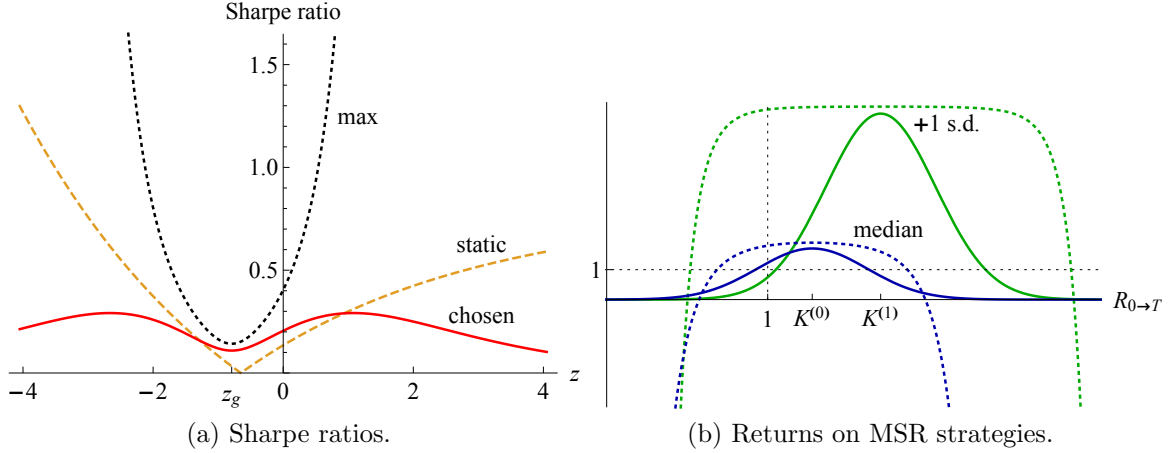 Sharpe ratio
1.5
max
1.0
static
0.5
chosen
−4
−2
z_g
0
2
4
z
(a) Sharpe ratios.
+1 s.d.
median
1
1
K^{(0)}
K^{(1)}
R_{0→T}
(b) Returns on MSR strategies.